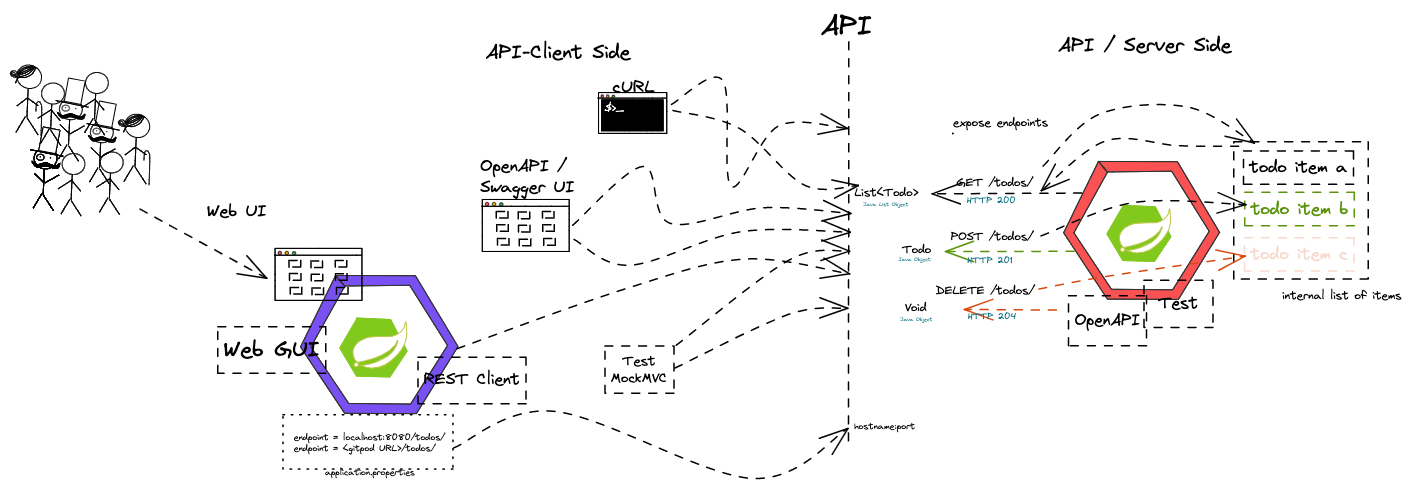 API
API-Client Side
API / Server Side
cURL
$>_
expose endpoints
OpenAPI /
Swagger UI
Web UI
List<Todo>
Java List Object
GET /todos/
HTTP 200
todo item a
todo item b
todo item c
internal list of items
Todo
Java Object
POST /todos/
HTTP 201
DELETE /todos/
Void
Java Object
HTTP 204
OpenAPI
Test
Web GUI
REST Client
Test
MockMVC
endpoint = localhost:8080/todos/
endpoint = <gitpod URL>/todos/
application.properties
hostname:port